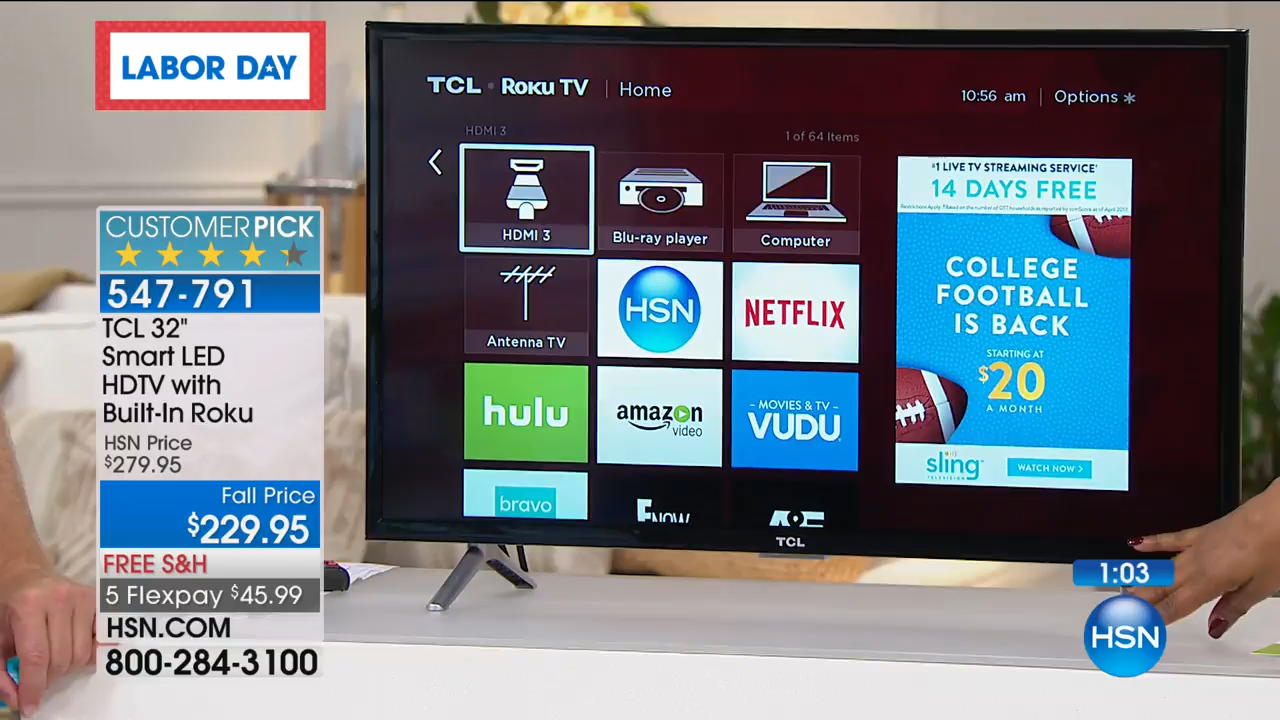 LABOR DAY
CUSTOMER PICK
547-791
TCL 32"
Smart LED
HDTV with
Built-In Roku
HSN Price
$279.95
Fall Price
$229.95
FREE S&H
5 Flexpay $45.99
HSN.COM
800-284-3100
TCL • Roku TV | Home
10:56 am | Options *
HDMI 3
1 of 64 Items
HDMI 3
Blu-ray player
Computer
Antenna TV
HSN
NETFLIX
hulu
amazon video
MOVIES & TV
VUDU
bravo
E! NOW
A&E
#1 LIVE TV STREAMING SERVICE*
14 DAYS FREE
COLLEGE
FOOTBALL
IS BACK
STARTING AT
$20
A MONTH
sling
TELEVISION
WATCH NOW >
TCL
1:03
HSN